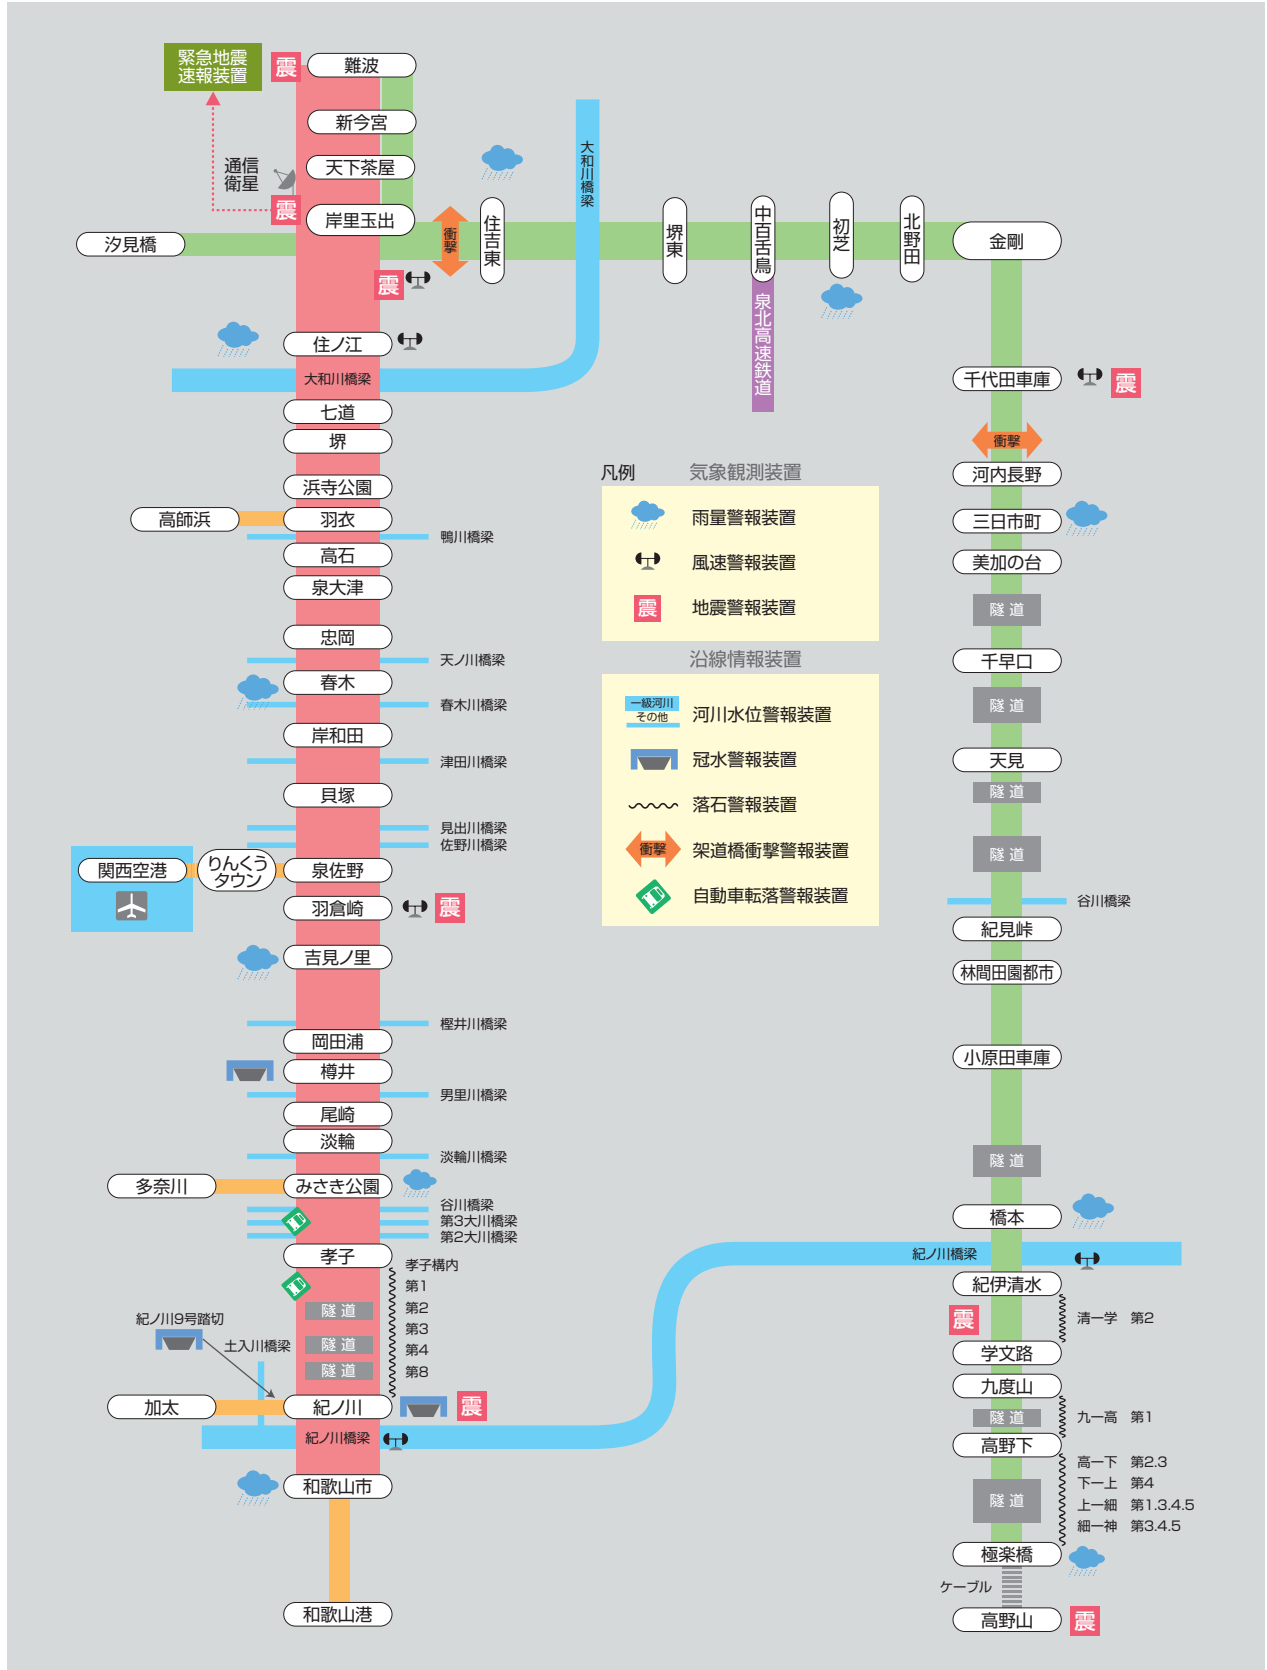 緊急地震
速報装置
震
難波
新今宮
天下茶屋
通信
衛星
震
岸里玉出
汐見橋
衝撃
住吉東
大和川橋梁
堺東
中百舌鳥
泉北高速鉄道
初芝
北野田
金剛
震
住ノ江
大和川橋梁
七道
堺
浜寺公園
高師浜
羽衣
鴨川橋梁
高石
泉大津
忠岡
天ノ川橋梁
春木
春木川橋梁
岸和田
津田川橋梁
貝塚
見出川橋梁
佐野川橋梁
関西空港
りんくう
タウン
泉佐野
羽倉崎
震
吉見ノ里
樫井川橋梁
岡田浦
樽井
男里川橋梁
尾崎
淡輪
淡輪川橋梁
多奈川
みさき公園
谷川橋梁
第3大川橋梁
第2大川橋梁
孝子
孝子構内
第1
隧道
第2
第3
隧道
第4
隧道
第8
紀ノ川9号踏切
土入川橋梁
加太
紀ノ川
震
紀ノ川橋梁
和歌山市
和歌山港
凡例
気象観測装置
雨量警報装置
風速警報装置
震
地震警報装置
沿線情報装置
一級河川
その他
河川水位警報装置
冠水警報装置
落石警報装置
衝撃
架道橋衝撃警報装置
自動車転落警報装置
千代田車庫
震
衝撃
河内長野
三日市町
美加の台
隧道
千早口
隧道
天見
隧道
隧道
谷川橋梁
紀見峠
林間田園都市
小原田車庫
隧道
橋本
紀ノ川橋梁
紀伊清水
震
清一学 第2
学文路
九度山
隧道
九一高 第1
高野下
高一下 第2.3
下一上 第4
隧道
上一細 第1.3.4.5
細一神 第3.4.5
極楽橋
ケーブル
高野山
震